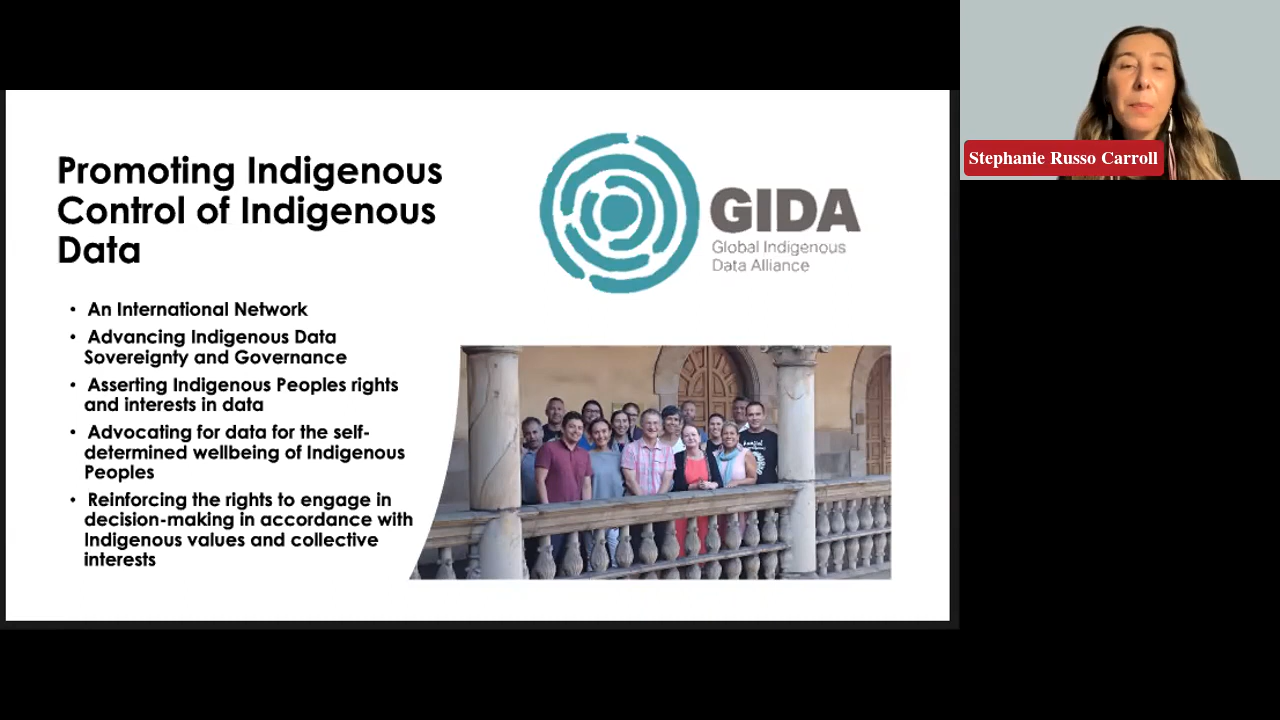 Promoting Indigenous
Control of Indigenous
Data
• An International Network
• Advancing Indigenous Data
Sovereignty and Governance
• Asserting Indigenous Peoples rights
and interests in data
• Advocating for data for the self-
determined wellbeing of Indigenous
Peoples
• Reinforcing the rights to engage in
decision-making in accordance with
Indigenous values and collective
interests
GIDA
Global Indigenous
Data Alliance
Stephanie Russo Carroll